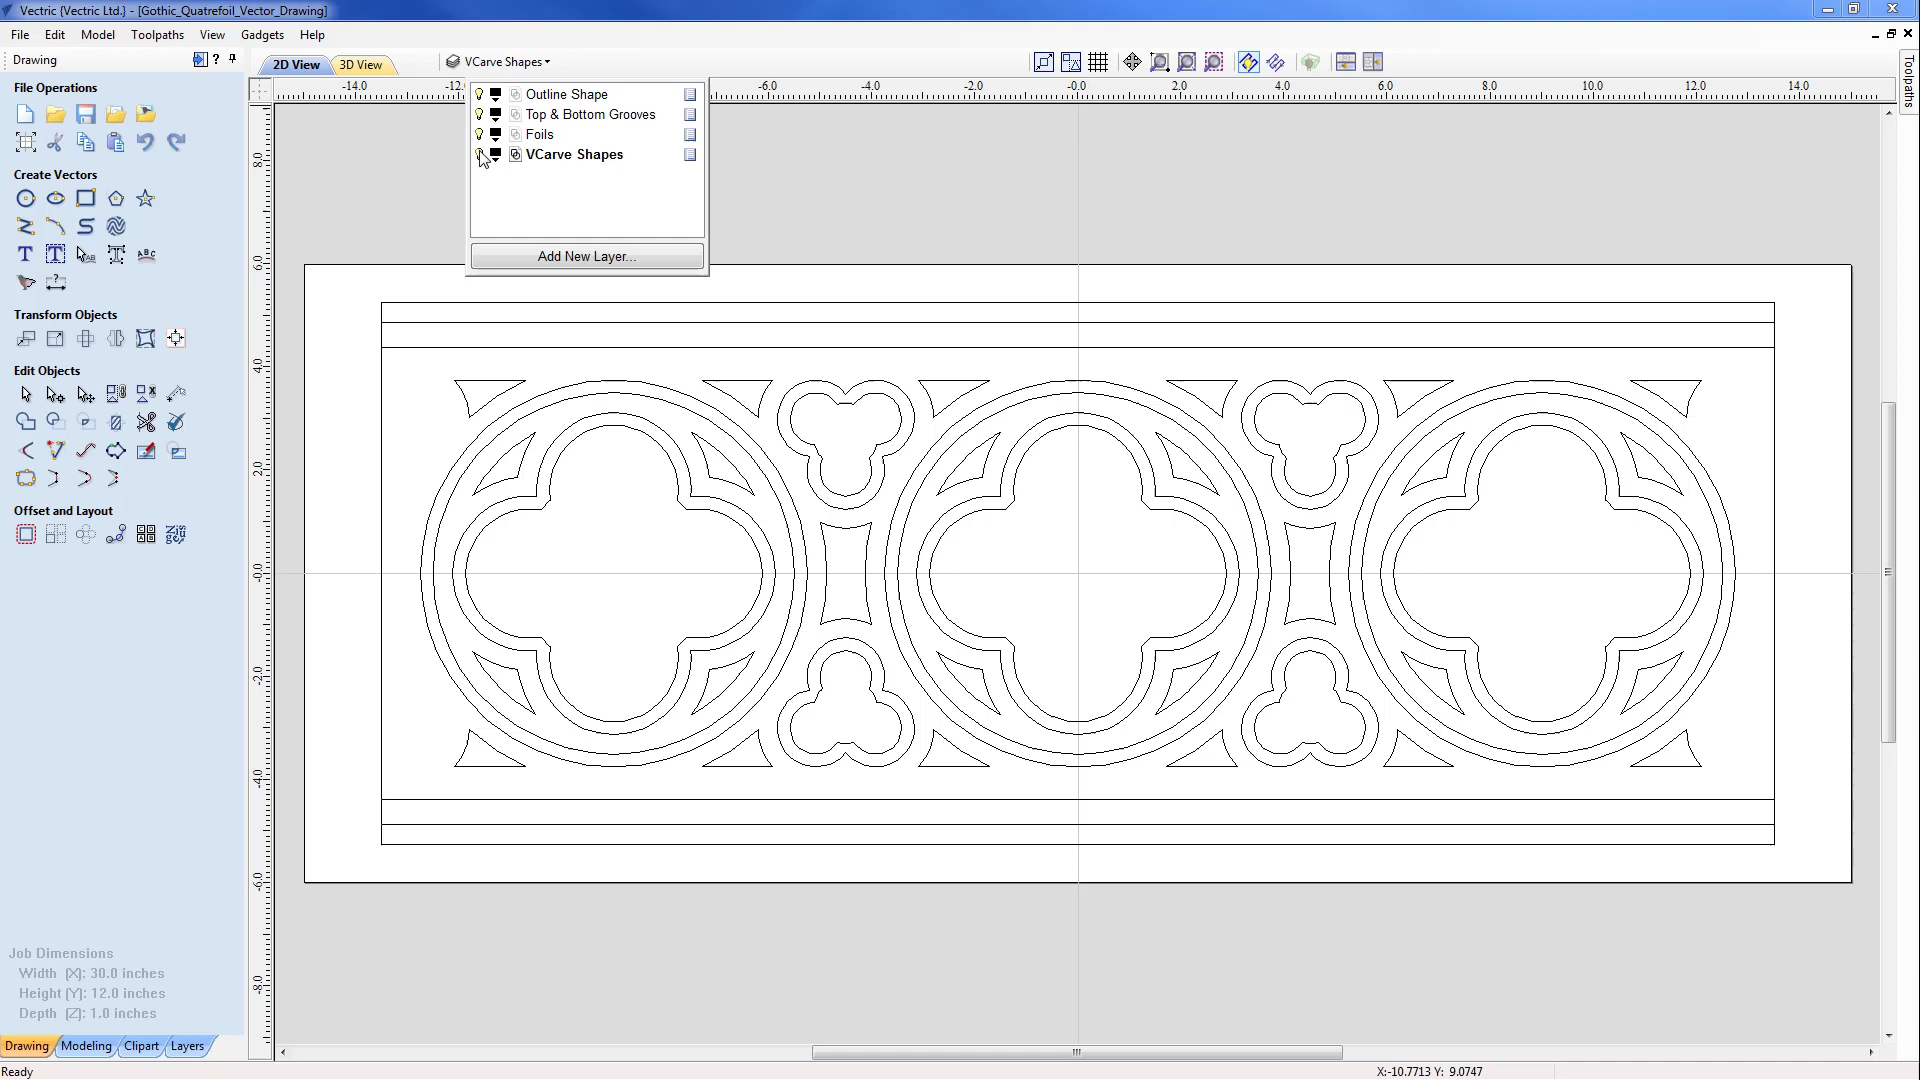 Vectric {Vectric Ltd.} - [Gothic_Quatrefoil_Vector_Drawing]
File Edit Model Toolpaths View Gadgets Help
Drawing
2D View 3D View VCarve Shapes
Toolpaths
File Operations
Create Vectors
Transform Objects
Edit Objects
Offset and Layout
-14.0 -12. -6.0 -4.0 -2.0 -0.0 2.0 4.0 6.0 8.0 10.0 12.0 14.0
Outline Shape
Top & Bottom Grooves
Foils
VCarve Shapes
Add New Layer...
8.0
6.0
4.0
2.0
-0.0
-2.0
-4.0
-6.0
-8.0
Job Dimensions
Width (X): 30.0 inches
Height (Y): 12.0 inches
Depth (Z): 1.0 inches
Drawing Modeling Clipart Layers
Ready
X:-10.7713 Y: 9.0747